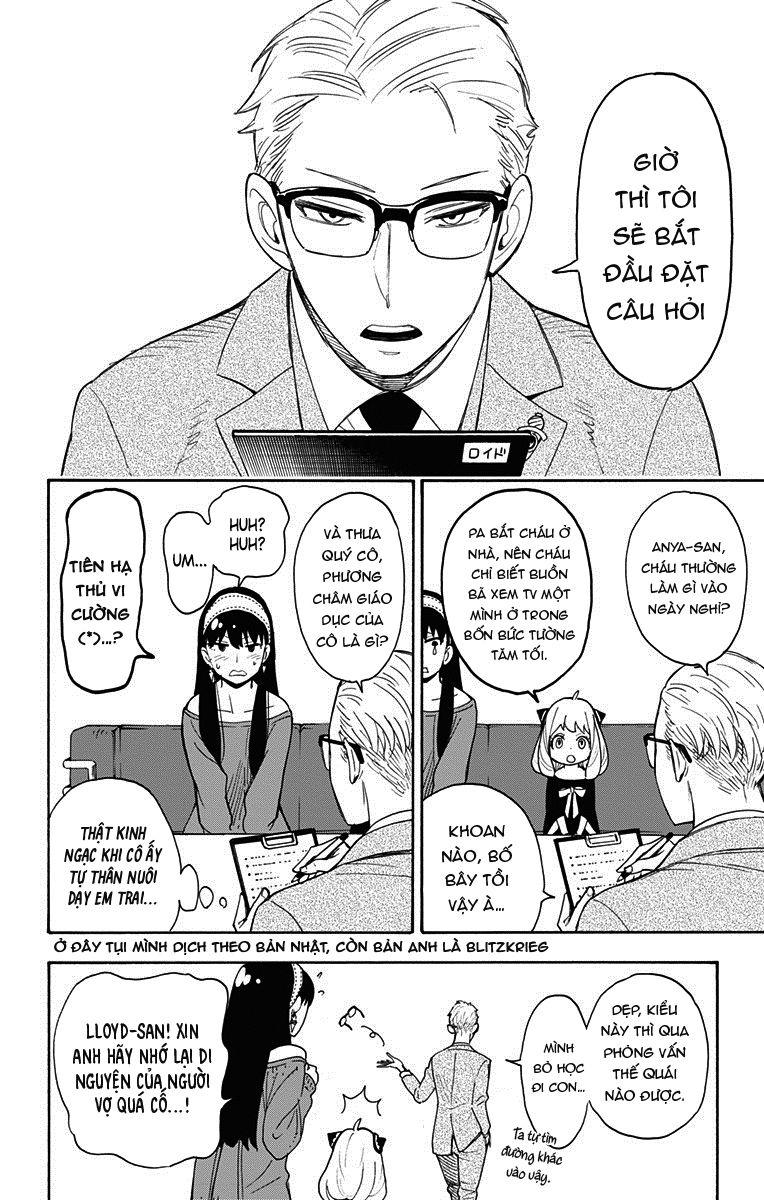 GIỜ
THÌ TÔI
SẼ BẮT
ĐẦU ĐẶT
CÂU HỎI
ロイド
ANYA-SAN,
CHÁU THƯỜNG
LÀM GÌ VÀO
NGÀY NGHỈ?
PA BẮT CHÁU Ở
NHÀ, NÊN CHÁU
CHỈ BIẾT BUỒN
BÃ XEM TV MỘT
MÌNH Ở TRONG
BỐN BỨC TƯỜNG
TĂM TỐI.
KHOAN
NÀO, BỐ
BÂY TỒI
VẬY À...
VÀ THƯA
QUÝ CÔ,
PHƯƠNG
CHÂM GIÁO
DỤC CỦA
CÔ LÀ GÌ?
HUH?
HUH?
UM...
TIÊN HẠ
THỦ VI
CƯỜNG
(*)...?
THẬT KINH
NGẠC KHI CÔ ẤY
TỰ THÂN NUÔI
DẠY EM TRAI...
Ở ĐÂY TỤI MÌNH DỊCH THEO BẢN NHẬT, CÒN BẢN ANH LÀ BLITZKRIEG
DẸP, KIỂU
NÀY THÌ QUA
PHỎNG VẤN
THẾ QUÁI
NÀO ĐƯỢC.
MÌNH
BỎ HỌC
ĐI CON...
Ta tự tìm
đường khác
vào vậy.
LLOYD-SAN! XIN
ANH HÃY NHỚ LẠI DI
NGUYỆN CỦA NGƯỜI
VỢ QUÁ CỐ...!